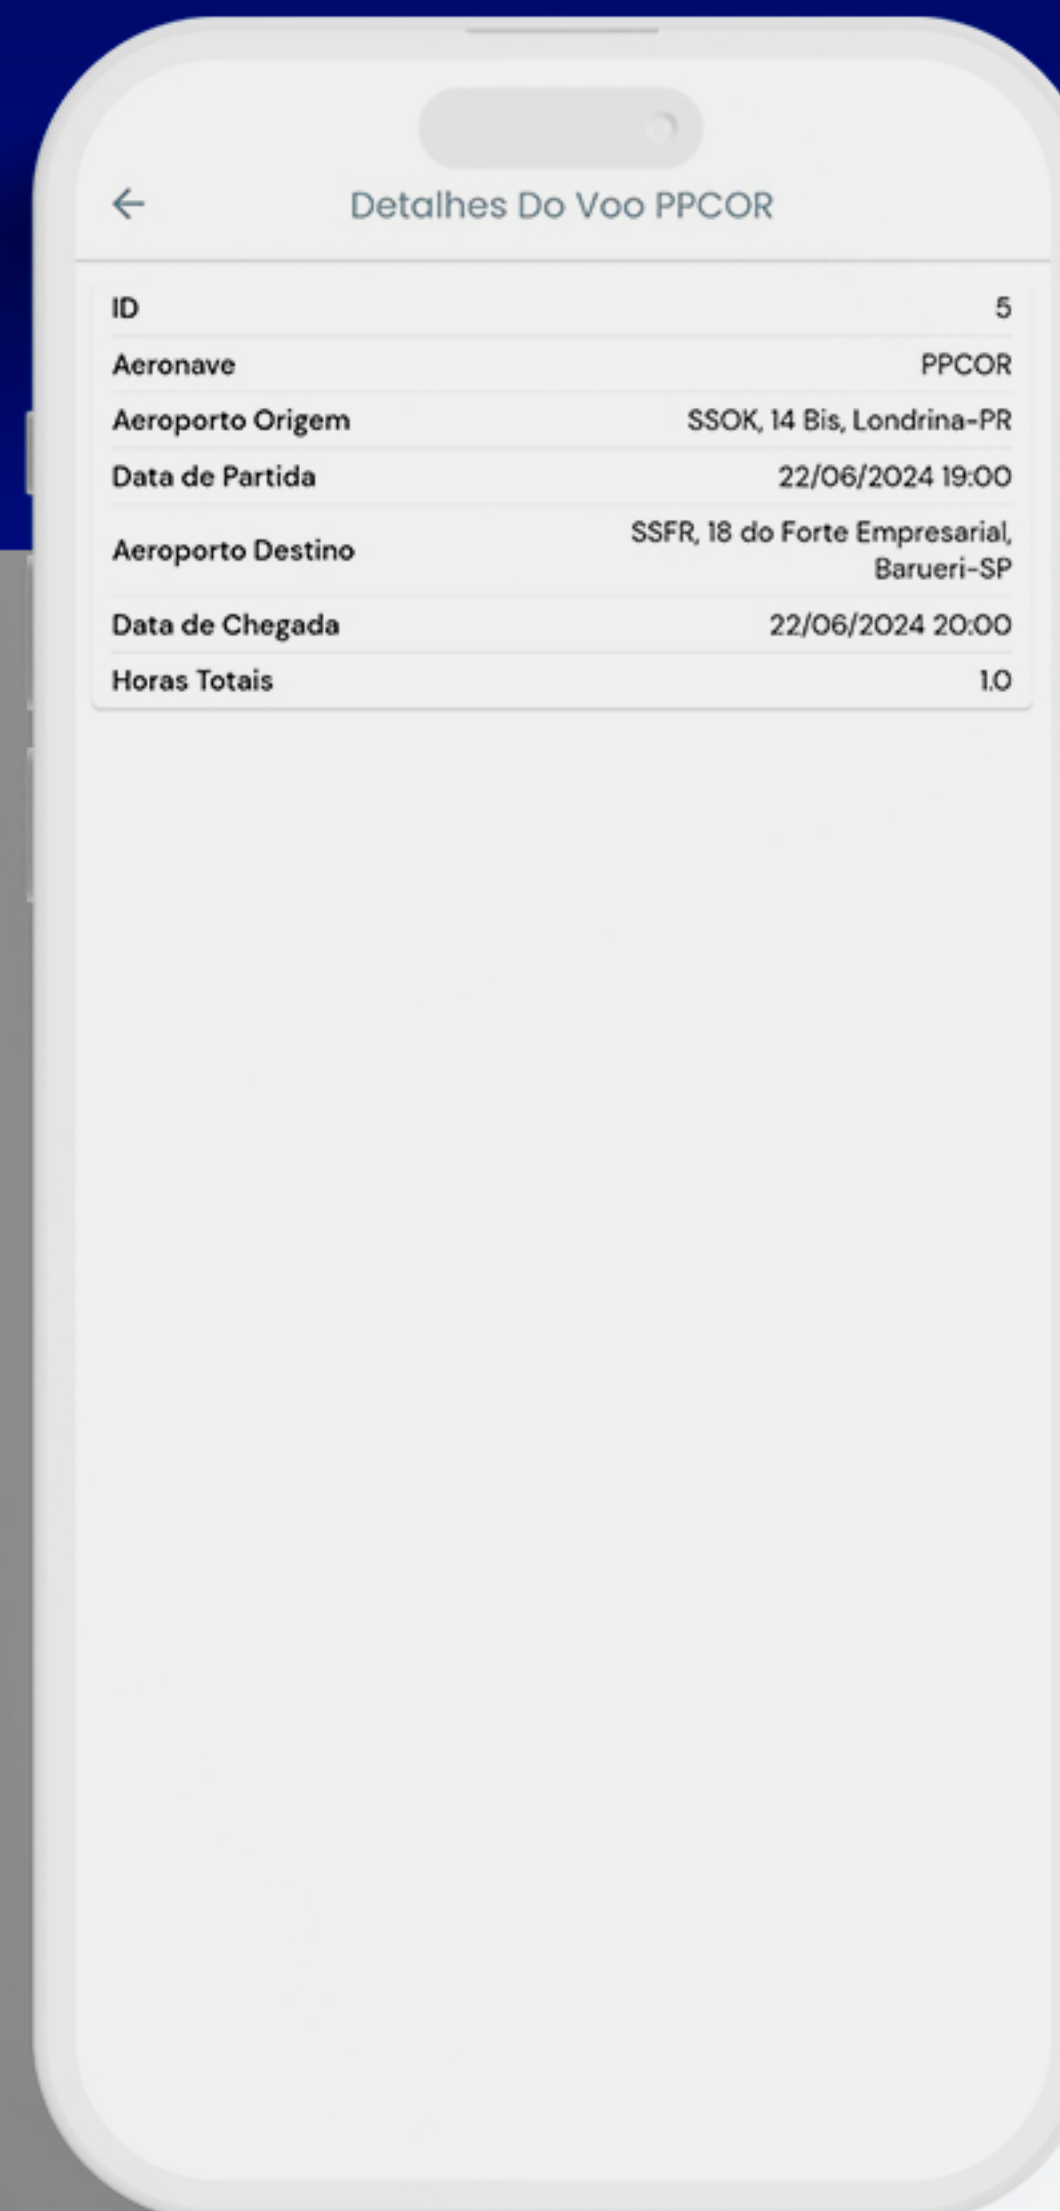 Detalhes Do Voo PPCOR
ID 5
Aeronave PPCOR
Aeroporto Origem SSOK, 14 Bis, Londrina-PR
Data de Partida 22/06/2024 19:00
Aeroporto Destino SSFR, 18 do Forte Empresarial,
Barueri-SP
Data de Chegada 22/06/2024 20:00
Horas Totais 1.0